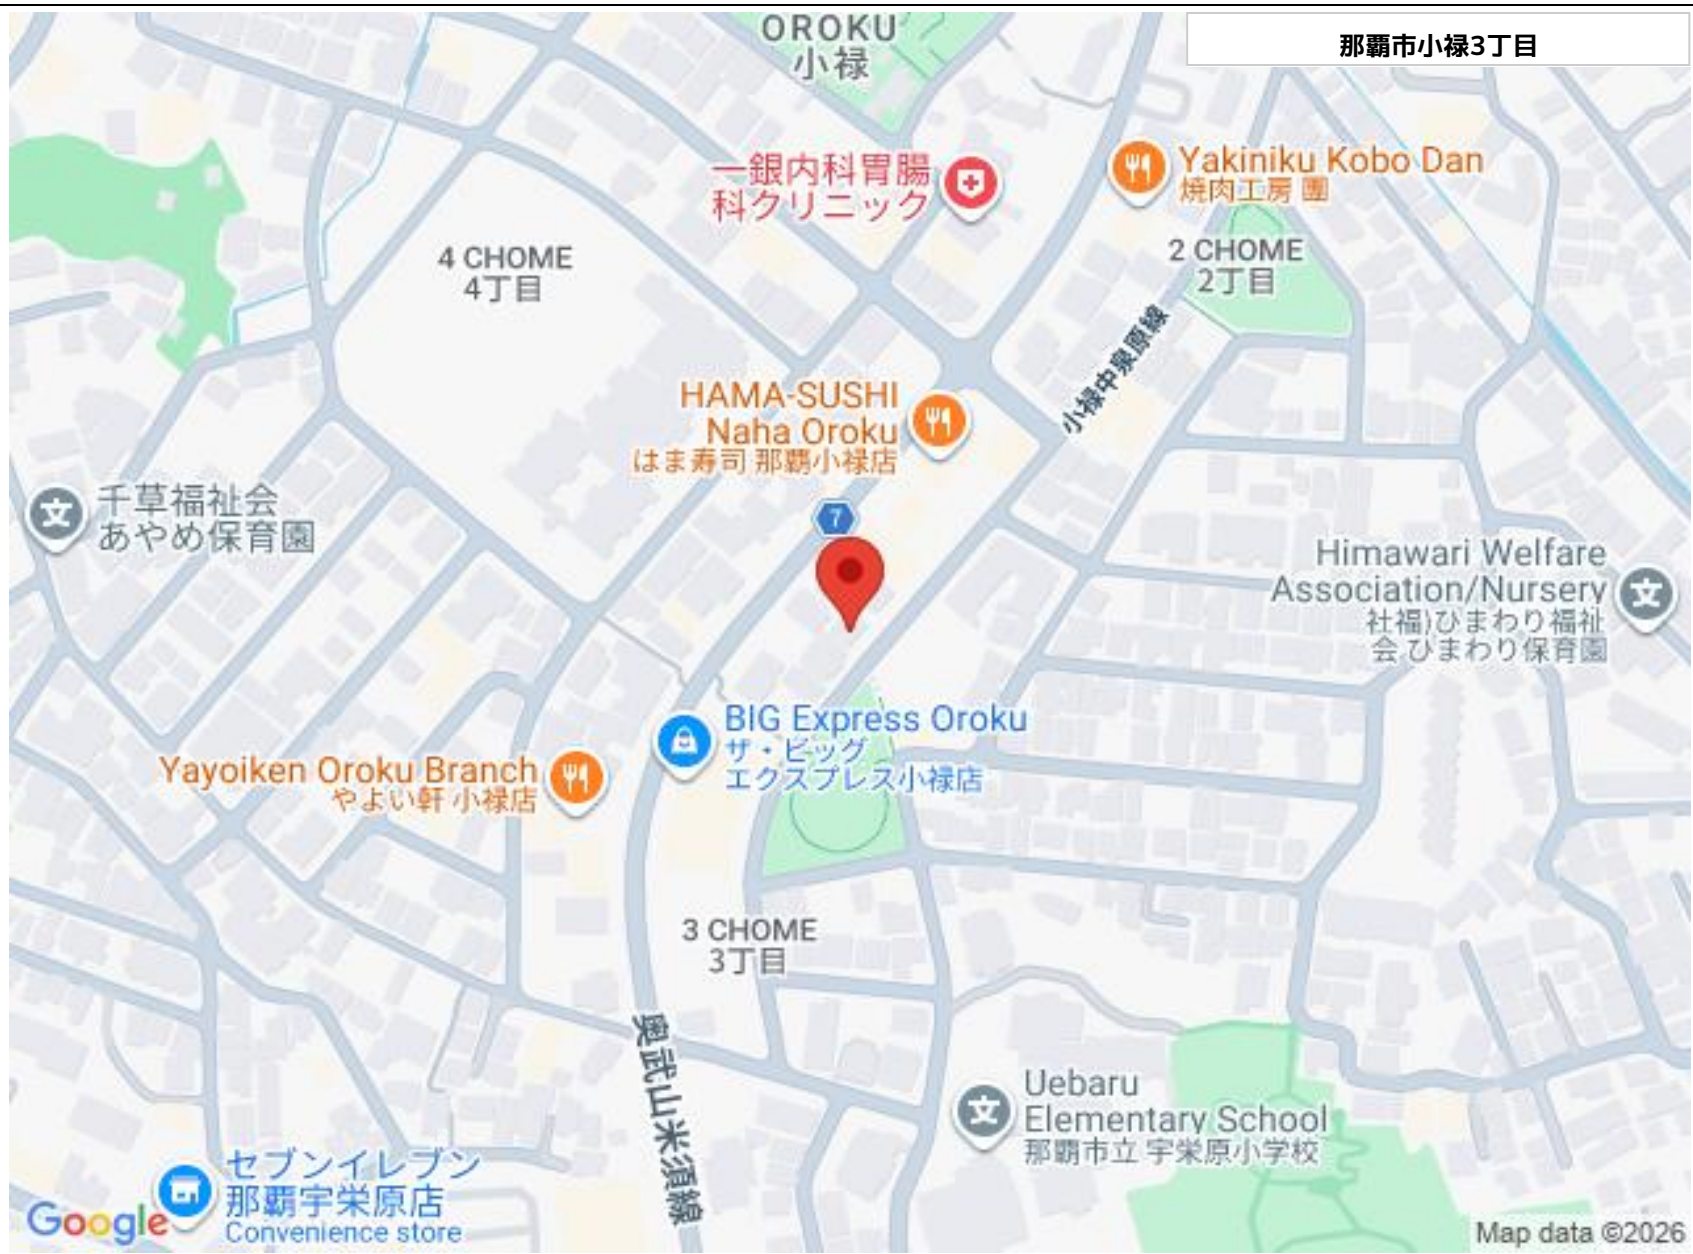 OROKU
小禄
那覇市小禄3丁目
一銀内科胃腸
科クリニック
Yakiniku Kobo Dan
焼肉工房 團
4 CHOME
4丁目
2 CHOME
2丁目
小禄中泉原線
HAMA-SUSHI
Naha Oroku
はま寿司 那覇小禄店
7
千草福祉会
あやめ保育園
Himawari Welfare
Association/Nursery
社福)ひまわり福祉
会 ひまわり保育園
BIG Express Oroku
ザ・ビッグ
エクスプレス小禄店
Yayoiken Oroku Branch
やよい軒 小禄店
3 CHOME
3丁目
奥武山米須線
Uebaru
Elementary School
那覇市立 宇栄原小学校
セブンイレブン
那覇宇栄原店
Convenience store
Google
Map data ©2026